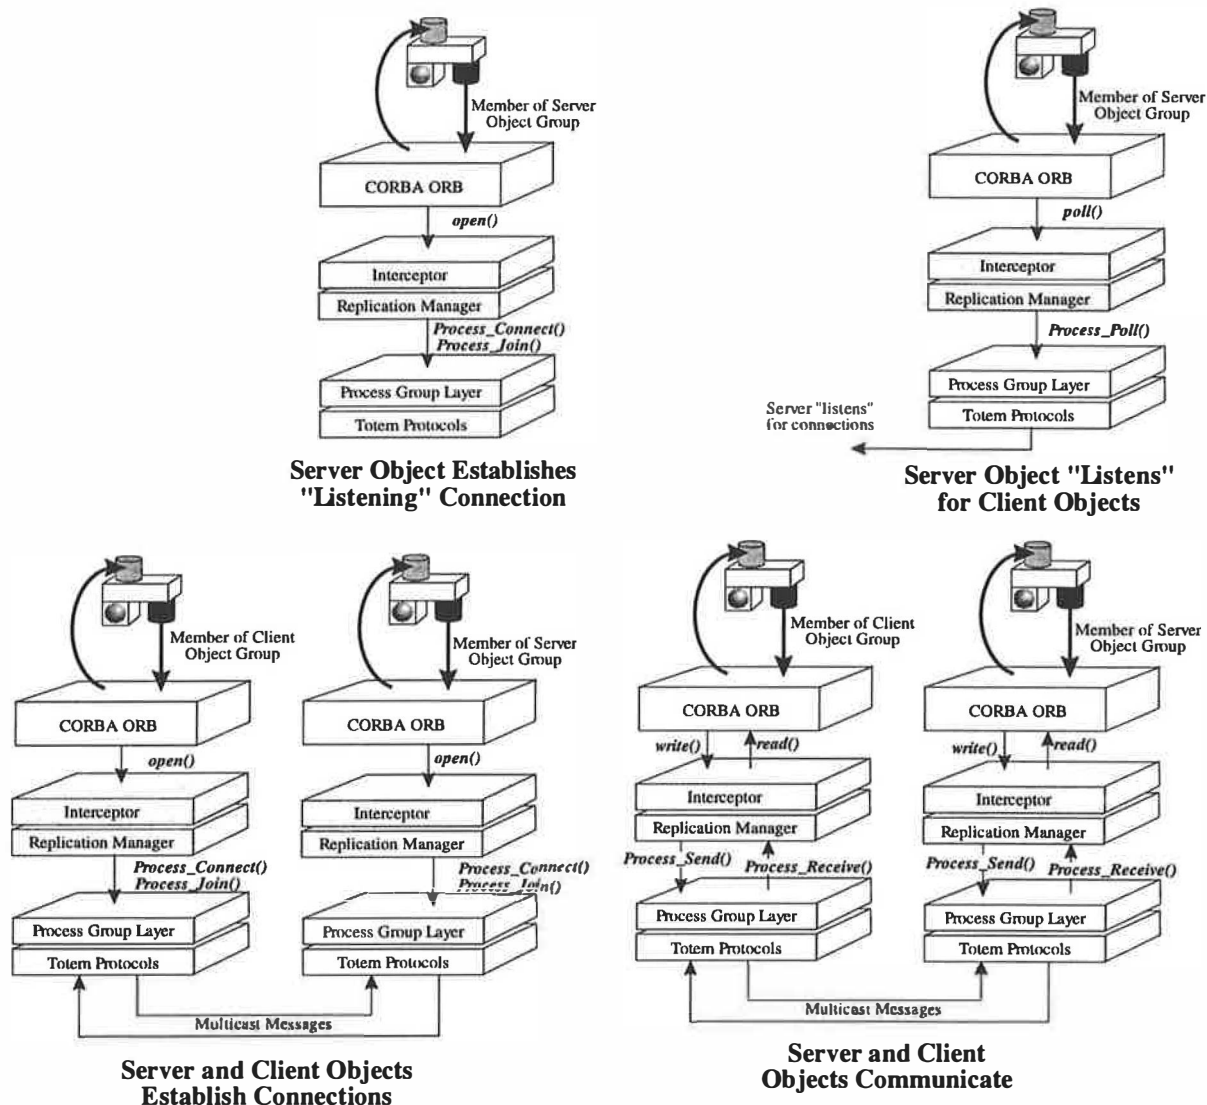 Member of Server
Object Group
CORBA ORB
open()
Interceptor
Replication Manager
Process_Connect()
Process_Join()
Process Group Layer
Totem Protocols
Server Object Establishes
"Listening" Connection
Member of Server
Object Group
CORBA ORB
poll()
Interceptor
Replication Manager
Process_Poll()
Process Group Layer
Totem Protocols
Server "listens"
for connections
Server Object "Listens"
for Client Objects
Member of Client
Object Group
CORBA ORB
open()
Interceptor
Replication Manager
Process_Connect()
Process_Join()
Process Group Layer
Totem Protocols
Member of Server
Object Group
CORBA ORB
open()
Interceptor
Replication Manager
Process_Connect()
Process_Join()
Process Group Layer
Totem Protocols
Multicast Messages
Server and Client Objects
Establish Connections
Member of Client
Object Group
CORBA ORB
write()
read()
Interceptor
Replication Manager
Process_Send()
Process_Receive()
Process Group Layer
Totem Protocols
Member of Server
Object Group
CORBA ORB
write()
read()
Interceptor
Replication Manager
Process_Send()
Process_Receive()
Process Group Layer
Totem Protocols
Multicast Messages
Server and Client
Objects Communicate